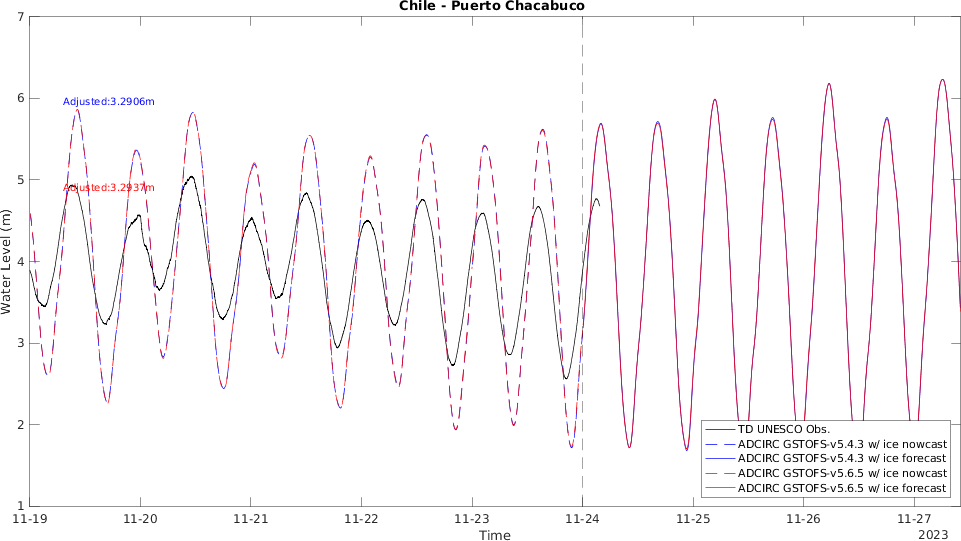 Chile - Puerto Chacabuco
7
6
5
4
3
2
1
Water Level (m)
Adjusted:3.2906m
Adjusted:3.2937m
TD UNESCO Obs.
ADCIRC GSTOFS-v5.4.3 w/ ice nowcast
ADCIRC GSTOFS-v5.4.3 w/ ice forecast
ADCIRC GSTOFS-v5.6.5 w/ ice nowcast
ADCIRC GSTOFS-v5.6.5 w/ ice forecast
11-19 11-20 11-21 11-22 11-23 11-24 11-25 11-26 11-27
Time
2023